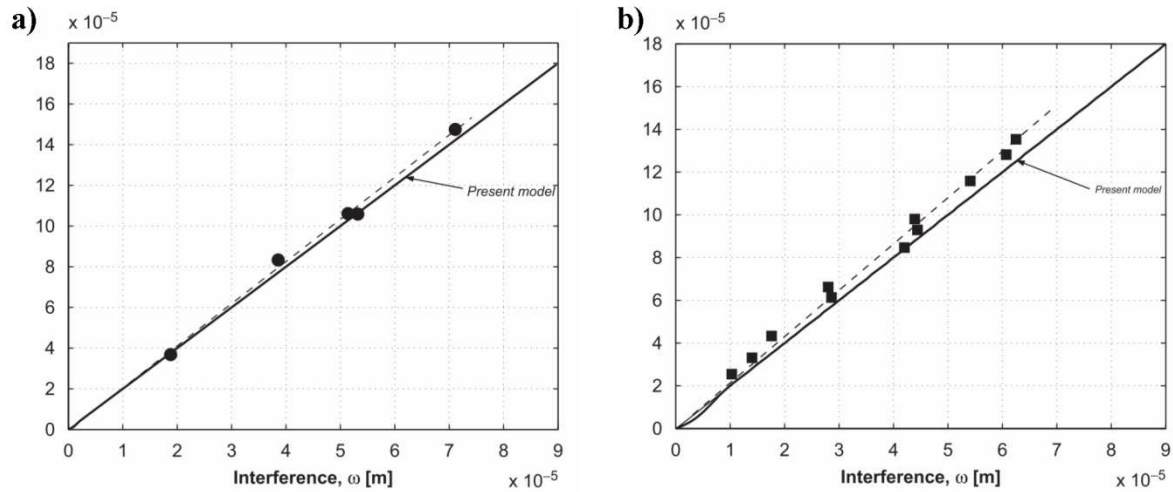 a)
x 10⁻⁵
18
16
14
12
10
8
6
4
2
0
Present model
0 1 2 3 4 5 6 7 8 9
Interference, ω [m]
x 10⁻⁵
b)
x 10⁻⁵
18
16
14
12
10
8
6
4
2
0
Present model
0 1 2 3 4 5 6 7 8 9
Interference, ω [m]
x 10⁻⁵